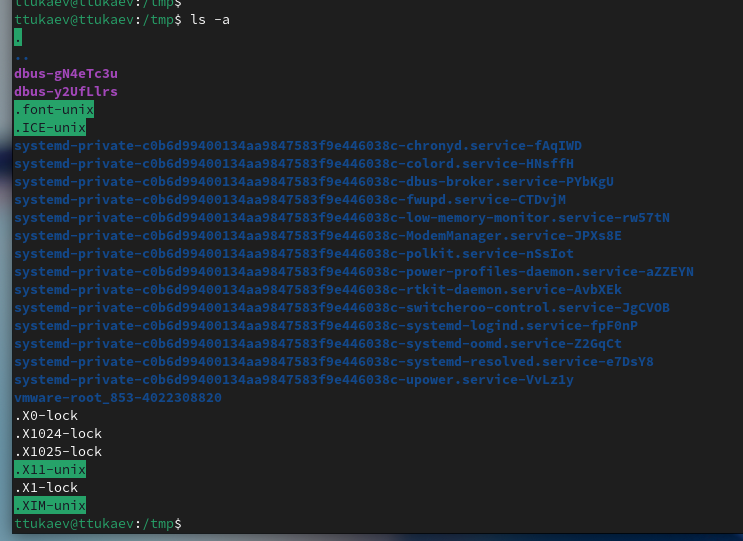 ttukaev@ttukaev:/tmp$
ttukaev@ttukaev:/tmp$ ls -a
.
..
dbus-gN4eTc3u
dbus-y2UfLlrs
.font-unix
.ICE-unix
systemd-private-c0b6d99400134aa9847583f9e446038c-chronyd.service-fAqIWD
systemd-private-c0b6d99400134aa9847583f9e446038c-colord.service-HNsffH
systemd-private-c0b6d99400134aa9847583f9e446038c-dbus-broker.service-PYbKgU
systemd-private-c0b6d99400134aa9847583f9e446038c-fwupd.service-CTDvjM
systemd-private-c0b6d99400134aa9847583f9e446038c-low-memory-monitor.service-rw57tN
systemd-private-c0b6d99400134aa9847583f9e446038c-ModemManager.service-JPXs8E
systemd-private-c0b6d99400134aa9847583f9e446038c-polkit.service-nSsIot
systemd-private-c0b6d99400134aa9847583f9e446038c-power-profiles-daemon.service-aZZEYN
systemd-private-c0b6d99400134aa9847583f9e446038c-rtkit-daemon.service-AvbXEk
systemd-private-c0b6d99400134aa9847583f9e446038c-switcheroo-control.service-JgCVOB
systemd-private-c0b6d99400134aa9847583f9e446038c-systemd-logind.service-fpF0nP
systemd-private-c0b6d99400134aa9847583f9e446038c-systemd-oomd.service-Z2GqCt
systemd-private-c0b6d99400134aa9847583f9e446038c-systemd-resolved.service-e7DsY8
systemd-private-c0b6d99400134aa9847583f9e446038c-upower.service-VvLz1y
vmware-root_853-4022308820
.X0-lock
.X1024-lock
.X1025-lock
.X11-unix
.X1-lock
.XIM-unix
ttukaev@ttukaev:/tmp$